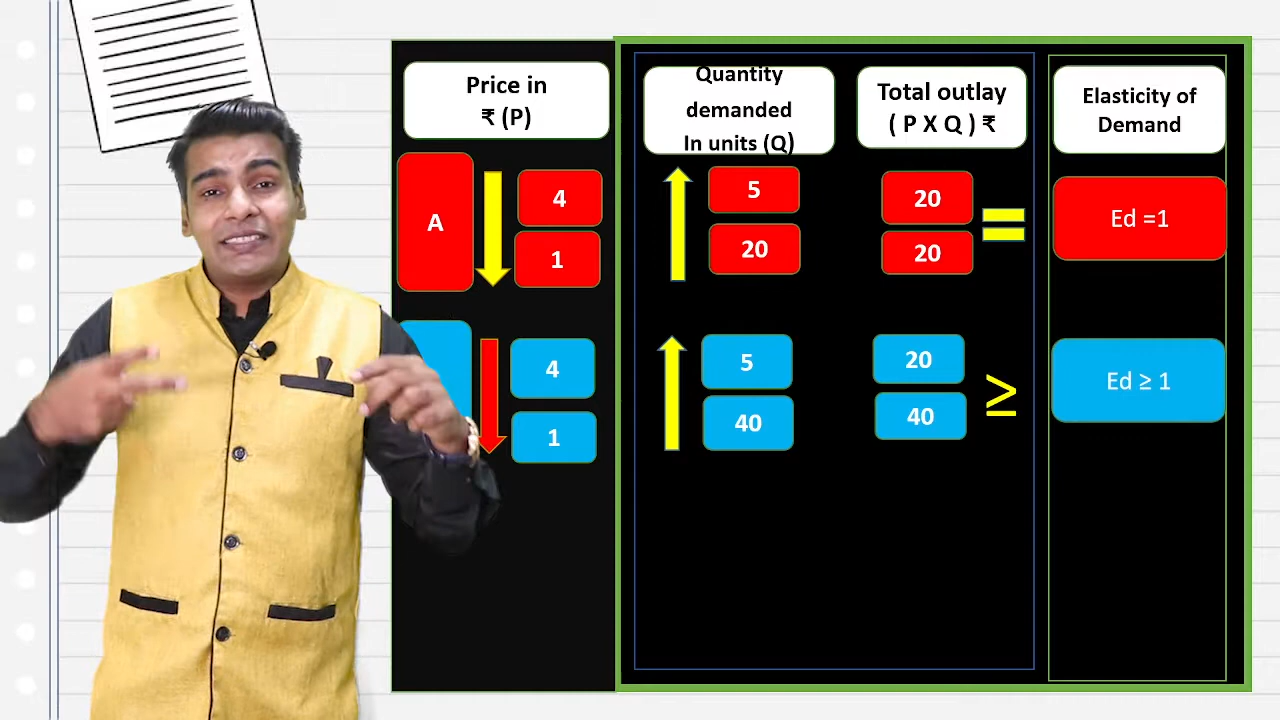 Price in
₹ (P)
Quantity
demanded
In units (Q)
Total outlay
( P X Q ) ₹
Elasticity of
Demand
A
4
1
5
20
20
20
=
Ed =1
4
1
5
40
20
40
≥
Ed ≥ 1